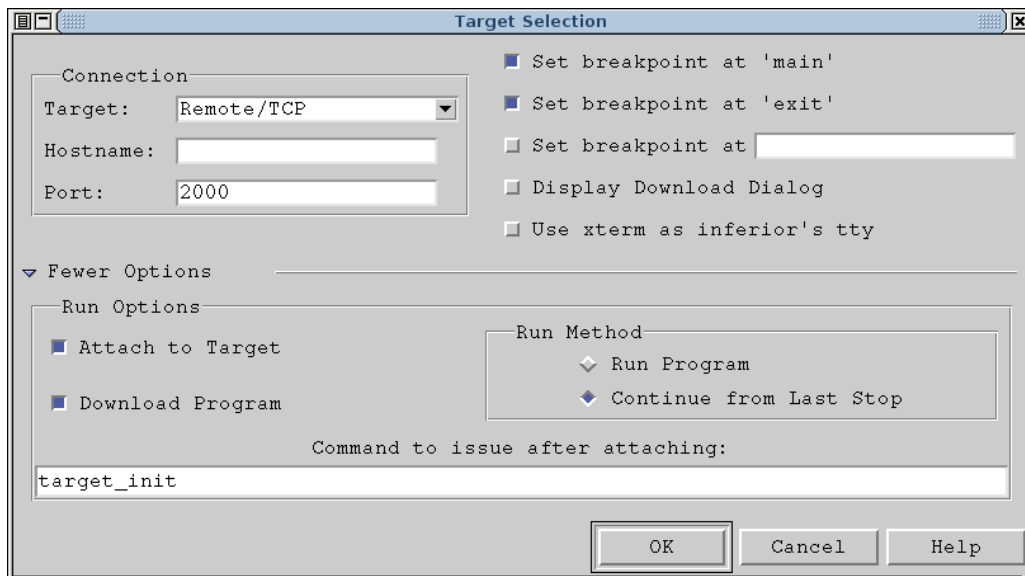 Target Selection
Connection
Target: Remote/TCP
Hostname:
Port: 2000
Set breakpoint at 'main'
Set breakpoint at 'exit'
Set breakpoint at
Display Download Dialog
Use xterm as inferior's tty
Fewer Options
Run Options
Attach to Target
Download Program
Run Method
Run Program
Continue from Last Stop
Command to issue after attaching:
target_init
OK Cancel Help